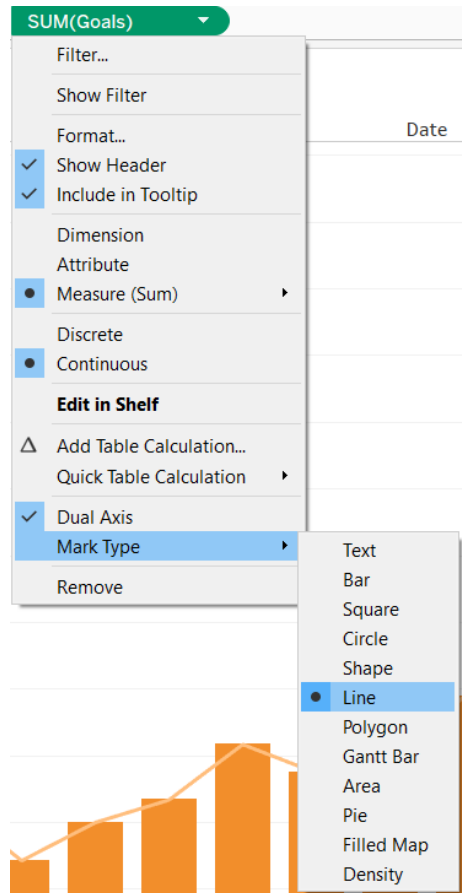 SUM(Goals)
Filter...
Show Filter
Date
Format...
Show Header
Include in Tooltip
Dimension
Attribute
Measure (Sum)
Discrete
Continuous
Edit in Shelf
Add Table Calculation...
Quick Table Calculation
Dual Axis
Mark Type
Remove
Text
Bar
Square
Circle
Shape
Line
Polygon
Gantt Bar
Area
Pie
Filled Map
Density